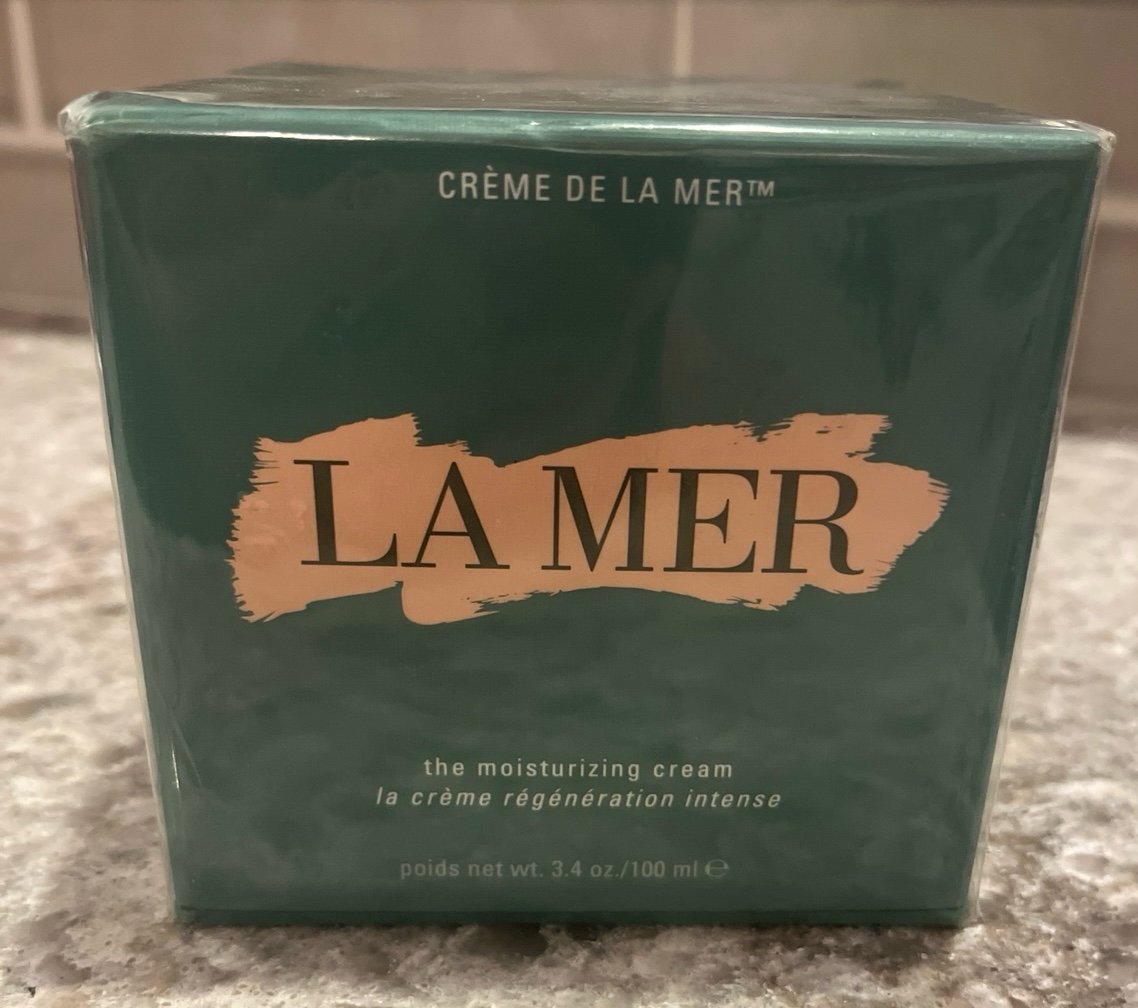 CRÈME DE LA MER™
LA MER
the moisturizing cream
la crème régénération intense
poids net wt. 3.4 oz./100 ml ℮